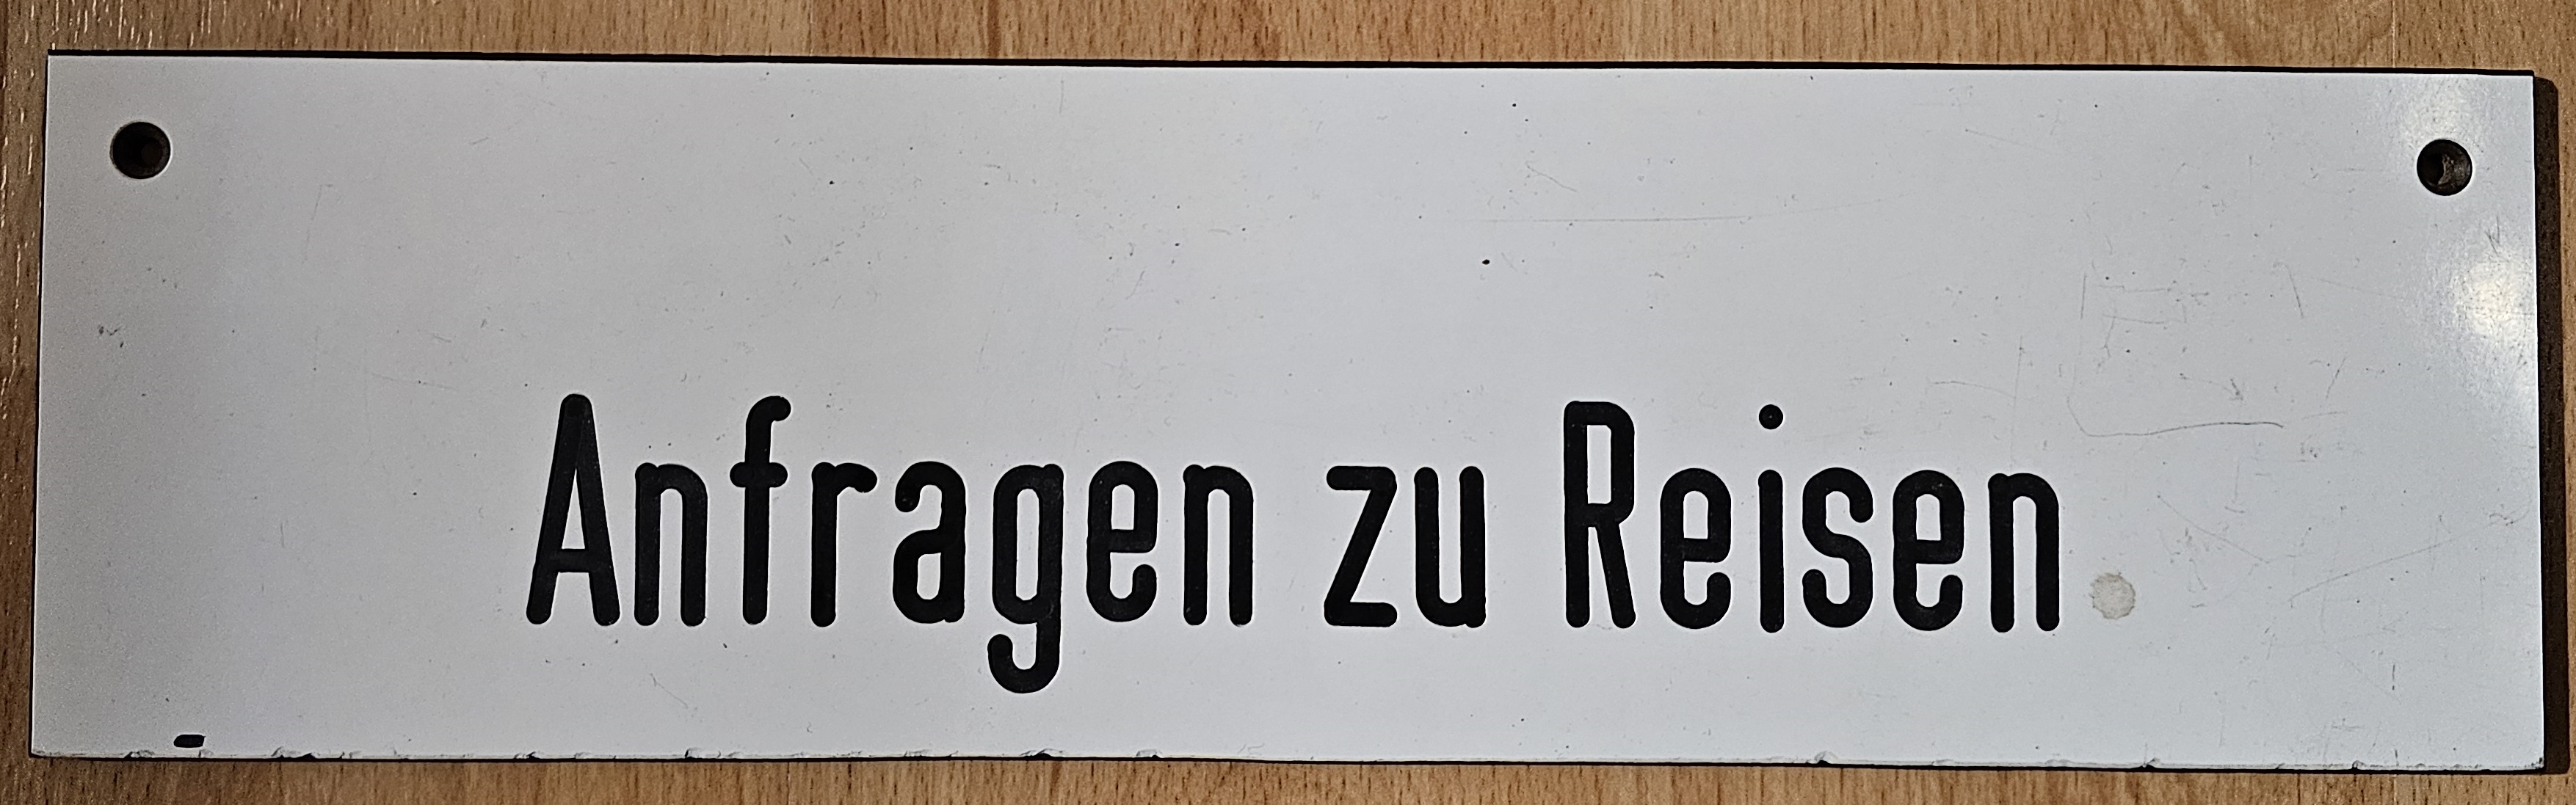 Anfragen zu Reisen